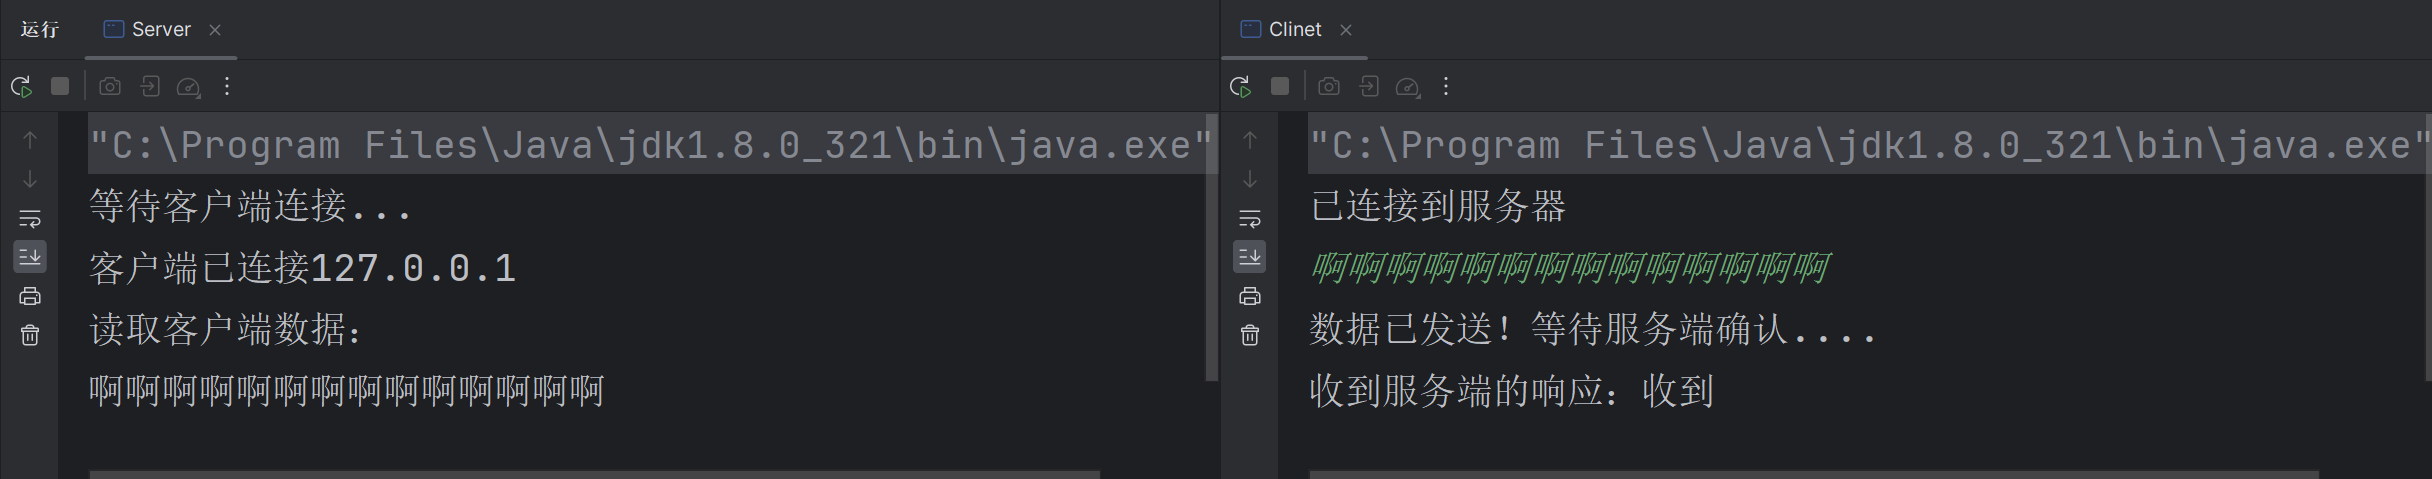 运行
Server
"C:\Program Files\Java\jdk1.8.0_321\bin\java.exe"
等待客户端连接...
客户端已连接127.0.0.1
读取客户端数据：
啊啊啊啊啊啊啊啊啊啊啊啊啊啊
Clinet
"C:\Program Files\Java\jdk1.8.0_321\bin\java.exe"
已连接到服务器
啊啊啊啊啊啊啊啊啊啊啊啊啊啊
数据已发送！等待服务端确认....
收到服务端的响应：收到